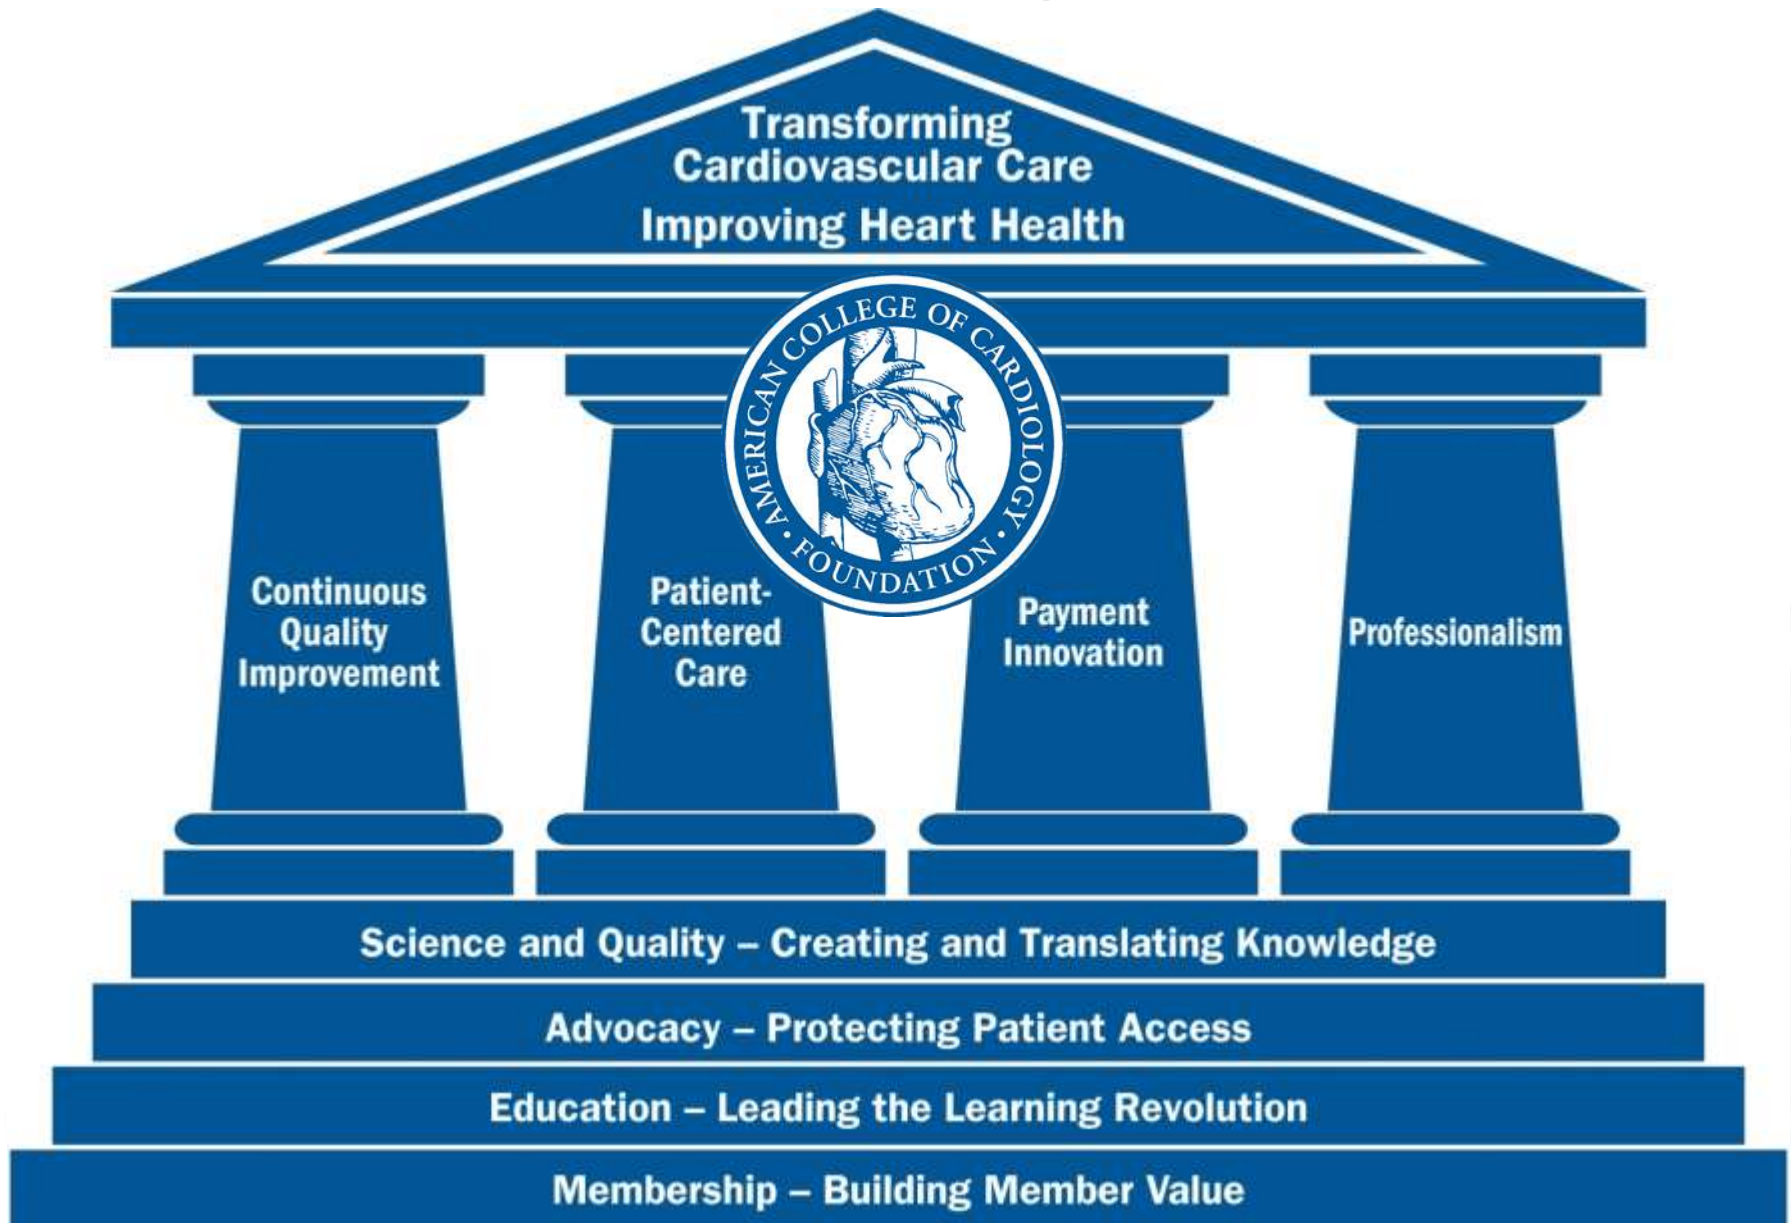 Transforming
Cardiovascular Care
Improving Heart Health
• AMERICAN COLLEGE OF CARDIOLOGY •
FOUNDATION
Continuous
Quality
Improvement
Patient-
Centered
Care
Payment
Innovation
Professionalism
Science and Quality – Creating and Translating Knowledge
Advocacy – Protecting Patient Access
Education – Leading the Learning Revolution
Membership – Building Member Value